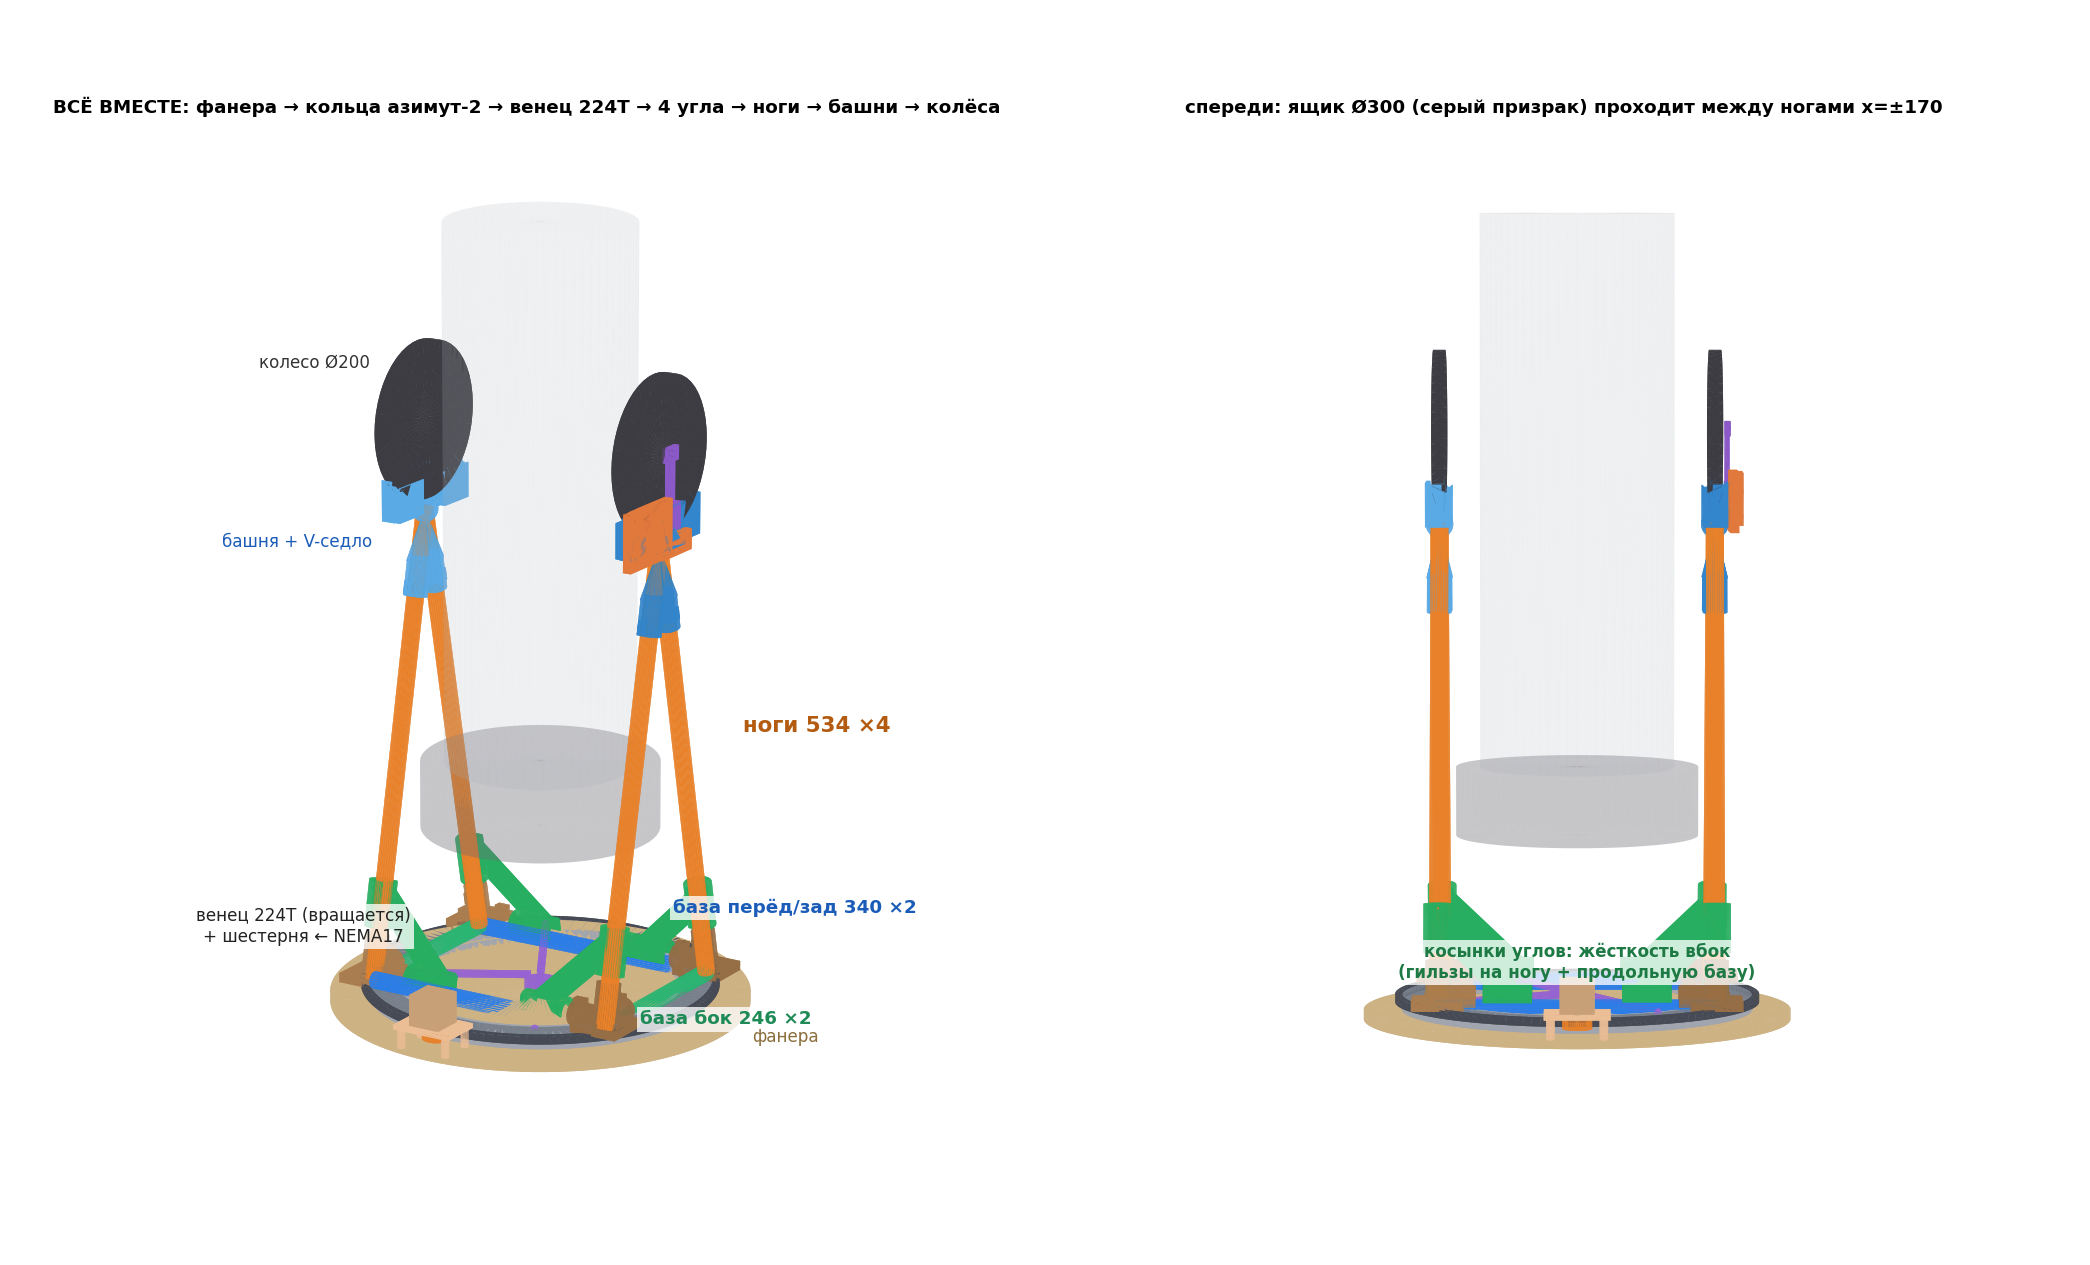 ВСЁ ВМЕСТЕ: фанера → кольца азимут-2 → венец 224T → 4 угла → ноги → башни → колёса
колесо Ø200
башня + V-седло
ноги 534 ×4
венец 224T (вращается)
+ шестерня ← NEMA17
база перёд/зад 340 ×2
база бок 246 ×2
фанера
спереди: ящик Ø300 (серый призрак) проходит между ногами x=±170
косынки углов: жёсткость вбок
(гильзы на ногу + продольную базу)